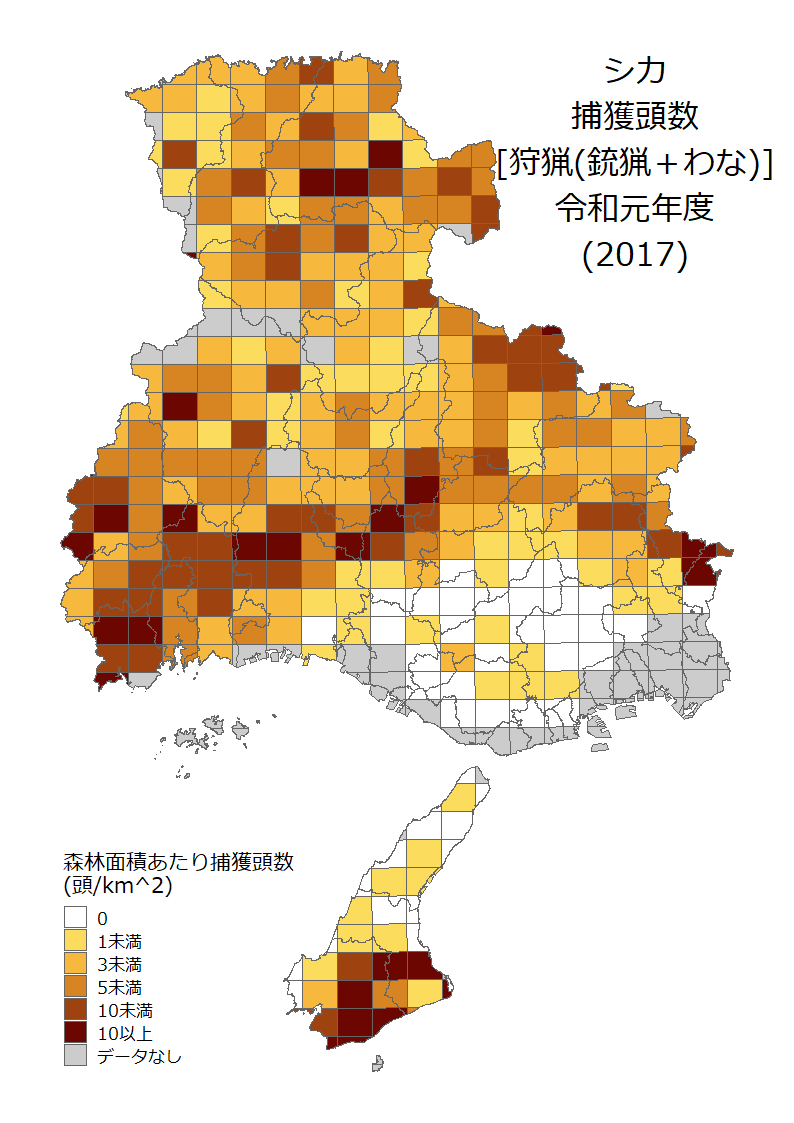 シカ
捕獲頭数
[狩猟(銃猟＋わな)]
令和元年度
(2017)
森林面積あたり捕獲頭数
(頭/km^2)
0
1未満
3未満
5未満
10未満
10以上
データなし